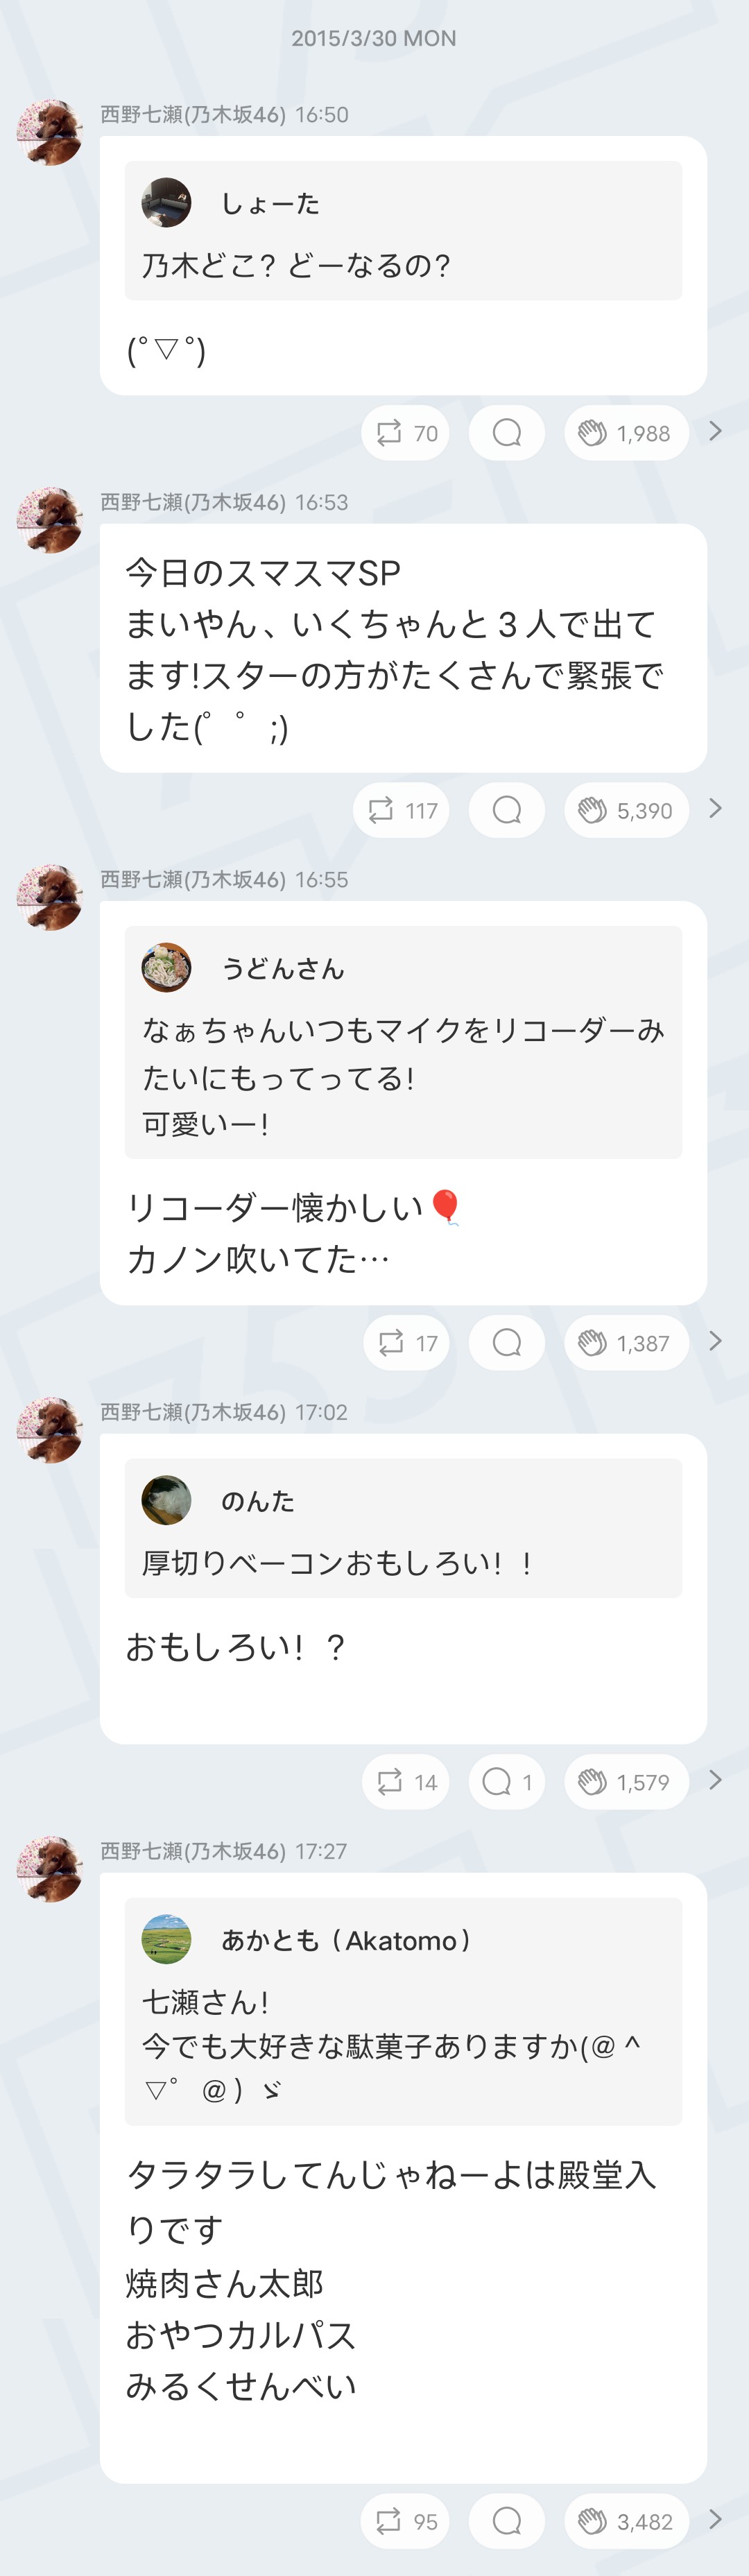 2015/3/30 MON
西野七瀬(乃木坂46) 16:50
しょーた
乃木どこ? どーなるの?
(˚▽˚)
70
1,988
西野七瀬(乃木坂46) 16:53
今日のスマスマSP
まいやん、いくちゃんと３人で出て
ます!スターの方がたくさんで緊張で
した(゜゜;)
117
5,390
西野七瀬(乃木坂46) 16:55
うどんさん
なぁちゃんいつもマイクをリコーダーみ
たいにもってってる!
可愛いー!
リコーダー懐かしい🎈
カノン吹いてた…
17
1,387
西野七瀬(乃木坂46) 17:02
のんた
厚切りベーコンおもしろい！！
おもしろい！？
14
1
1,579
西野七瀬(乃木坂46) 17:27
あかとも（Akatomo）
七瀬さん!
今でも大好きな駄菓子ありますか(＠^
▽゜＠）ゞ
タラタラしてんじゃねーよは殿堂入
りです
焼肉さん太郎
おやつカルパス
みるくせんべい
95
3,482